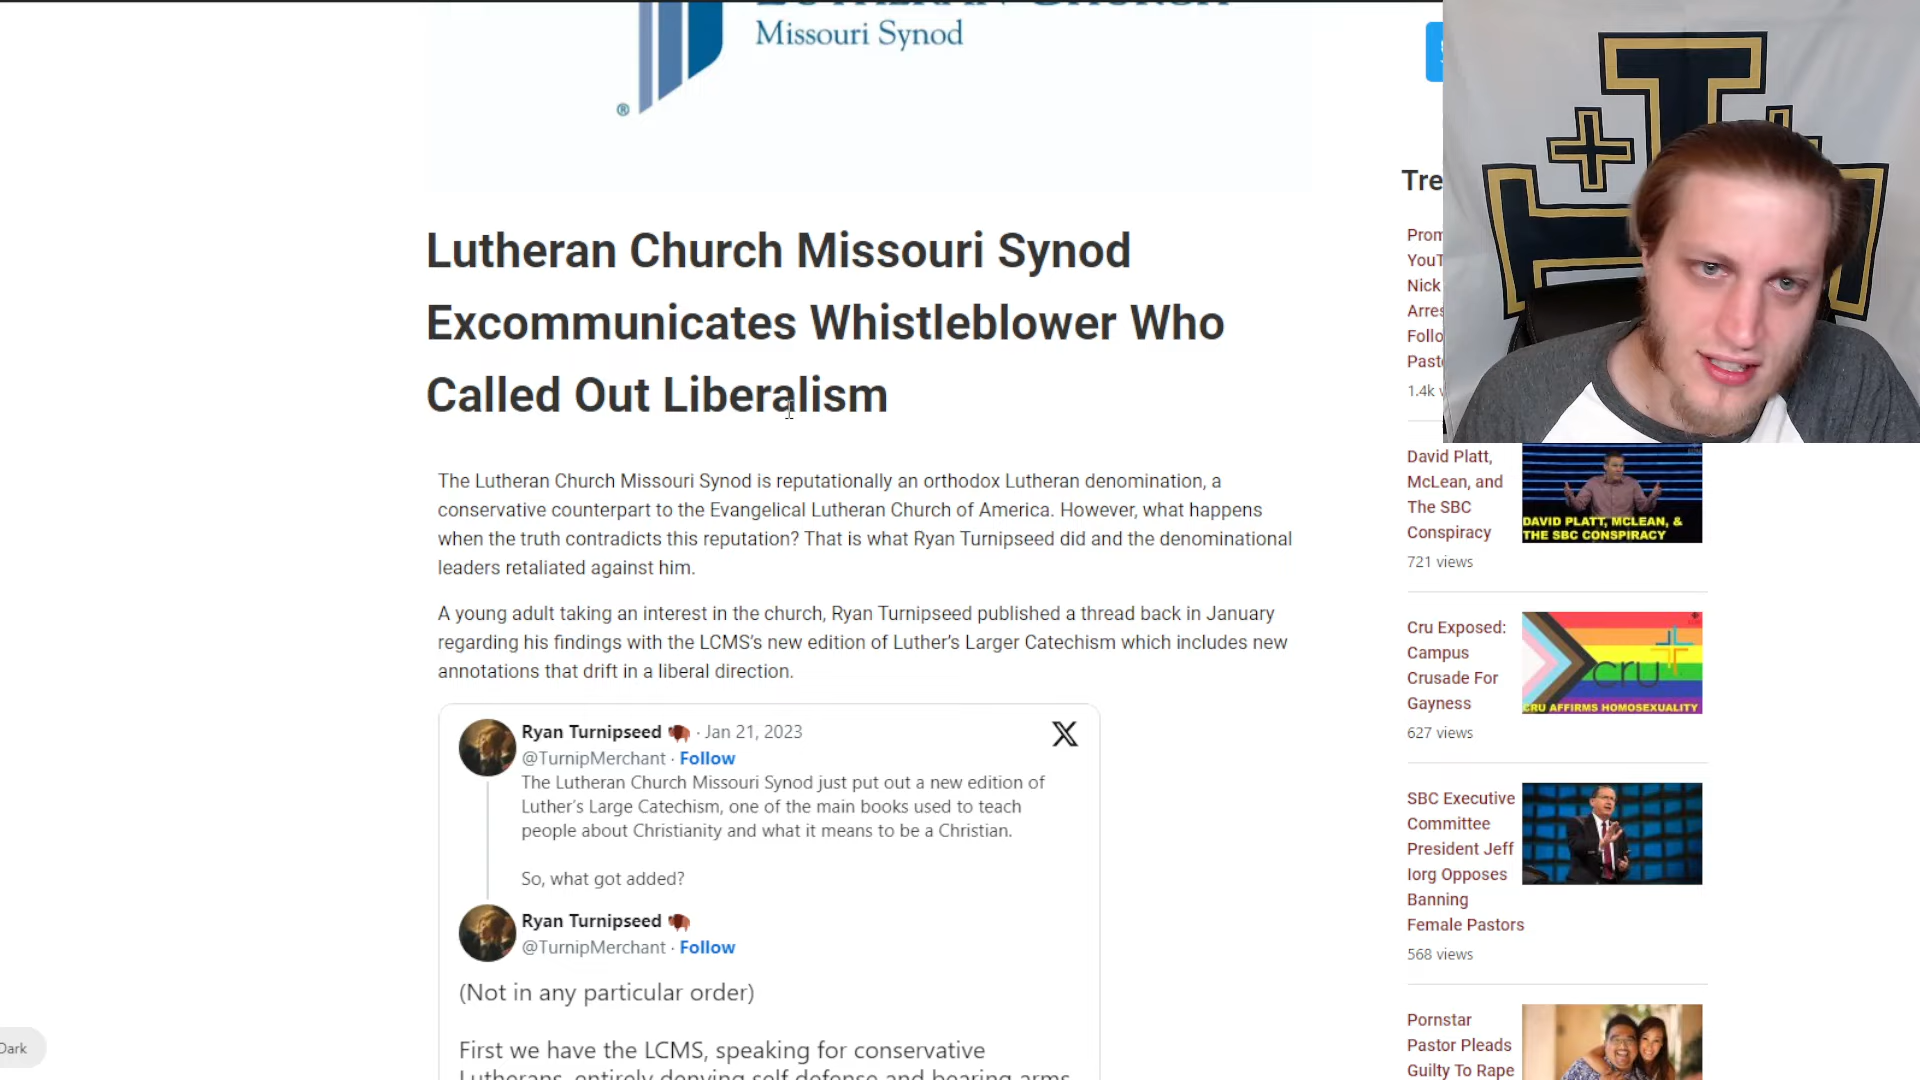 LUTHERAN CHURCH
Missouri Synod
®
Lutheran Church Missouri Synod
Excommunicates Whistleblower Who
Called Out Liberalism
The Lutheran Church Missouri Synod is reputationally an orthodox Lutheran denomination, a
conservative counterpart to the Evangelical Lutheran Church of America. However, what happens
when the truth contradicts this reputation? That is what Ryan Turnipseed did and the denominational
leaders retaliated against him.
A young adult taking an interest in the church, Ryan Turnipseed published a thread back in January
regarding his findings with the LCMS's new edition of Luther's Larger Catechism which includes new
annotations that drift in a liberal direction.
Ryan Turnipseed · Jan 21, 2023
@TurnipMerchant · Follow
The Lutheran Church Missouri Synod just put out a new edition of
Luther's Large Catechism, one of the main books used to teach
people about Christianity and what it means to be a Christian.
So, what got added?
Ryan Turnipseed
@TurnipMerchant · Follow
(Not in any particular order)
First we have the LCMS, speaking for conservative
Lutherans, entirely denying self defense and bearing arms
Dark
Tre
Prom
YouT
Nick
Arres
Follo
Past
1.4k
David Platt,
McLean, and
The SBC
Conspiracy
721 views
DAVID PLATT, MCLEAN, &
THE SBC CONSPIRACY
Cru Exposed:
Campus
Crusade For
Gayness
627 views
cru
CRU AFFIRMS HOMOSEXUALITY
SBC Executive
Committee
President Jeff
Iorg Opposes
Banning
Female Pastors
568 views
Pornstar
Pastor Pleads
Guilty To Rape